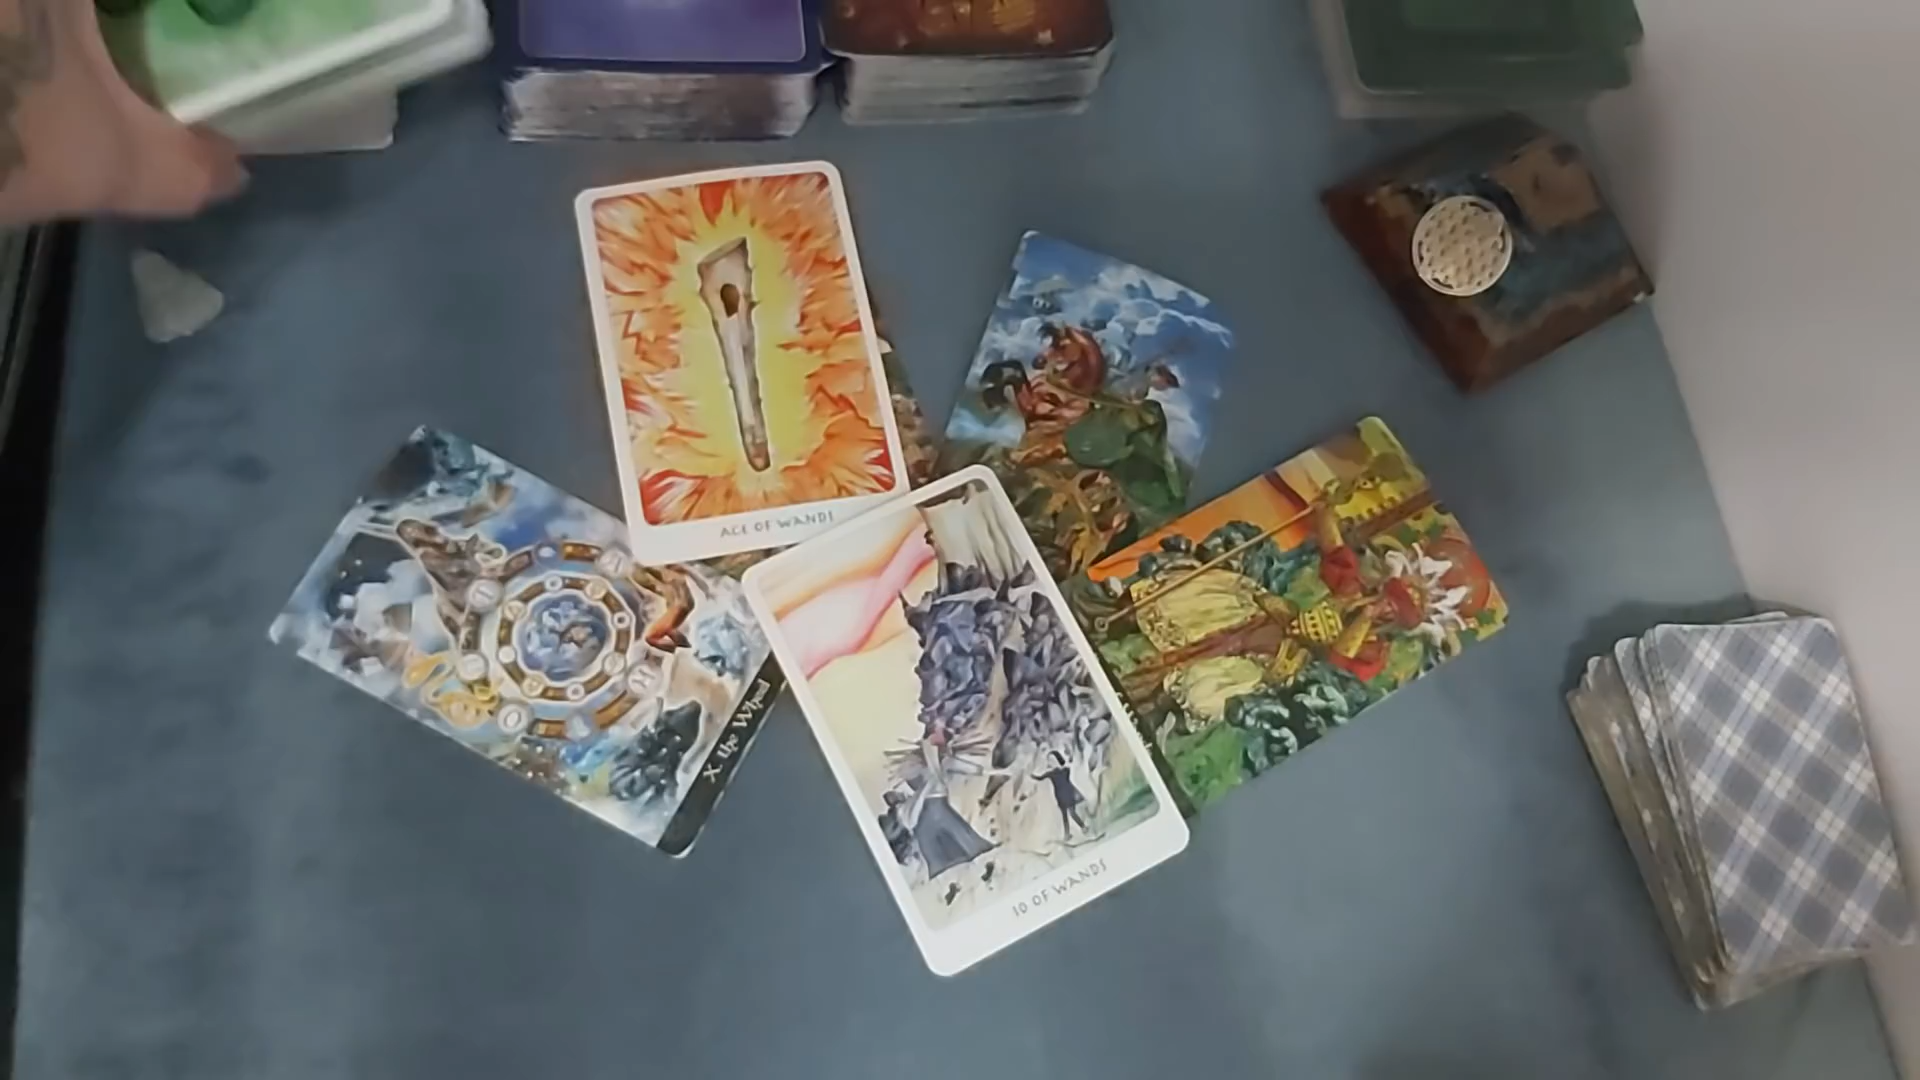 ACE OF WANDS
X. the Wheel
10 OF WANDS